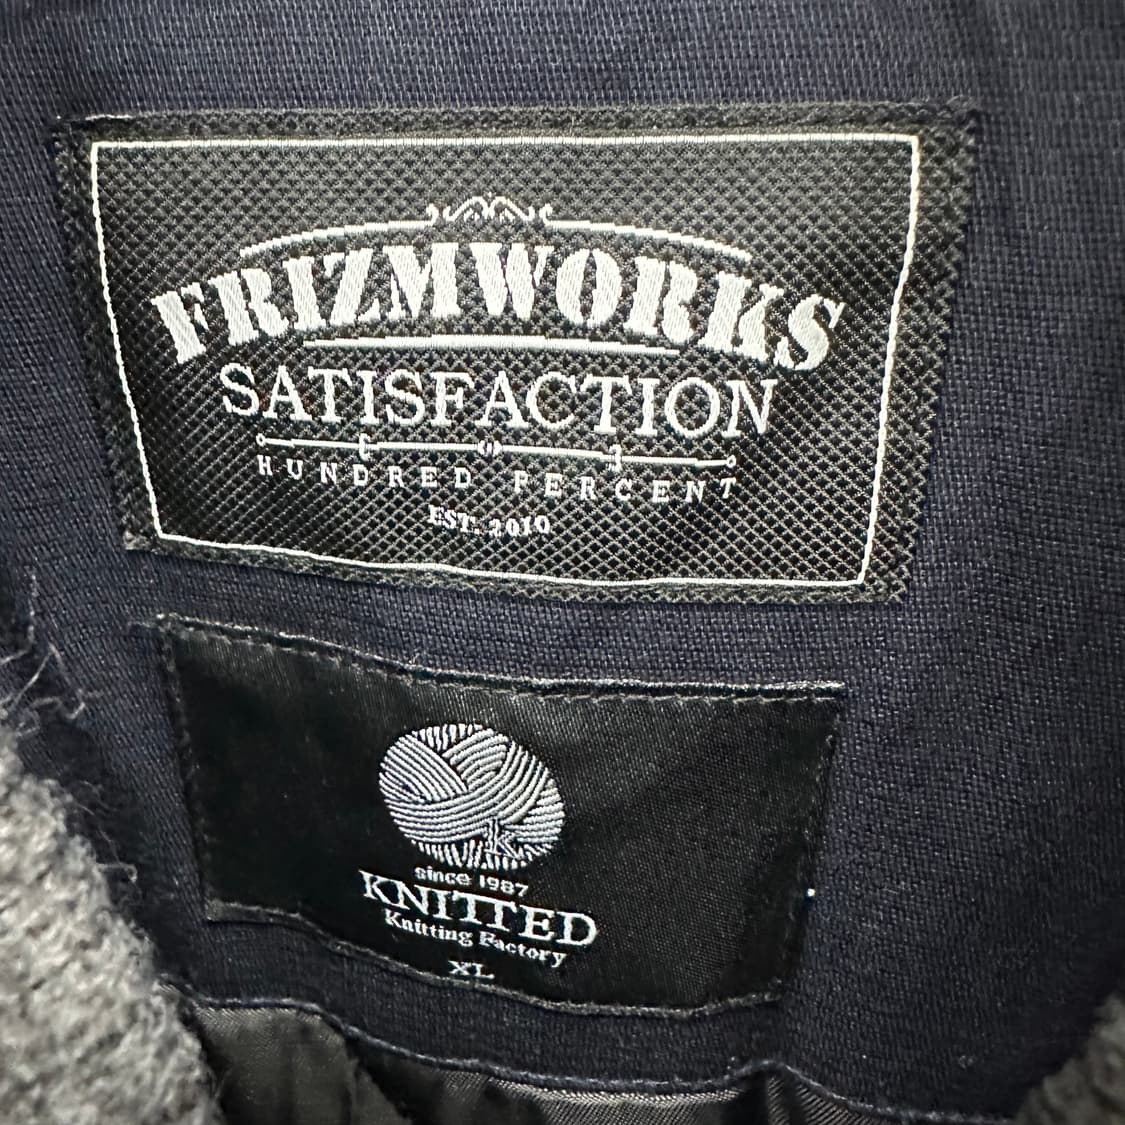 FRIZMWORKS
SATISFACTION
HUNDRED PERCENT
EST. 2010
k
since 1987
KNITTED
Knitting Factory
XL